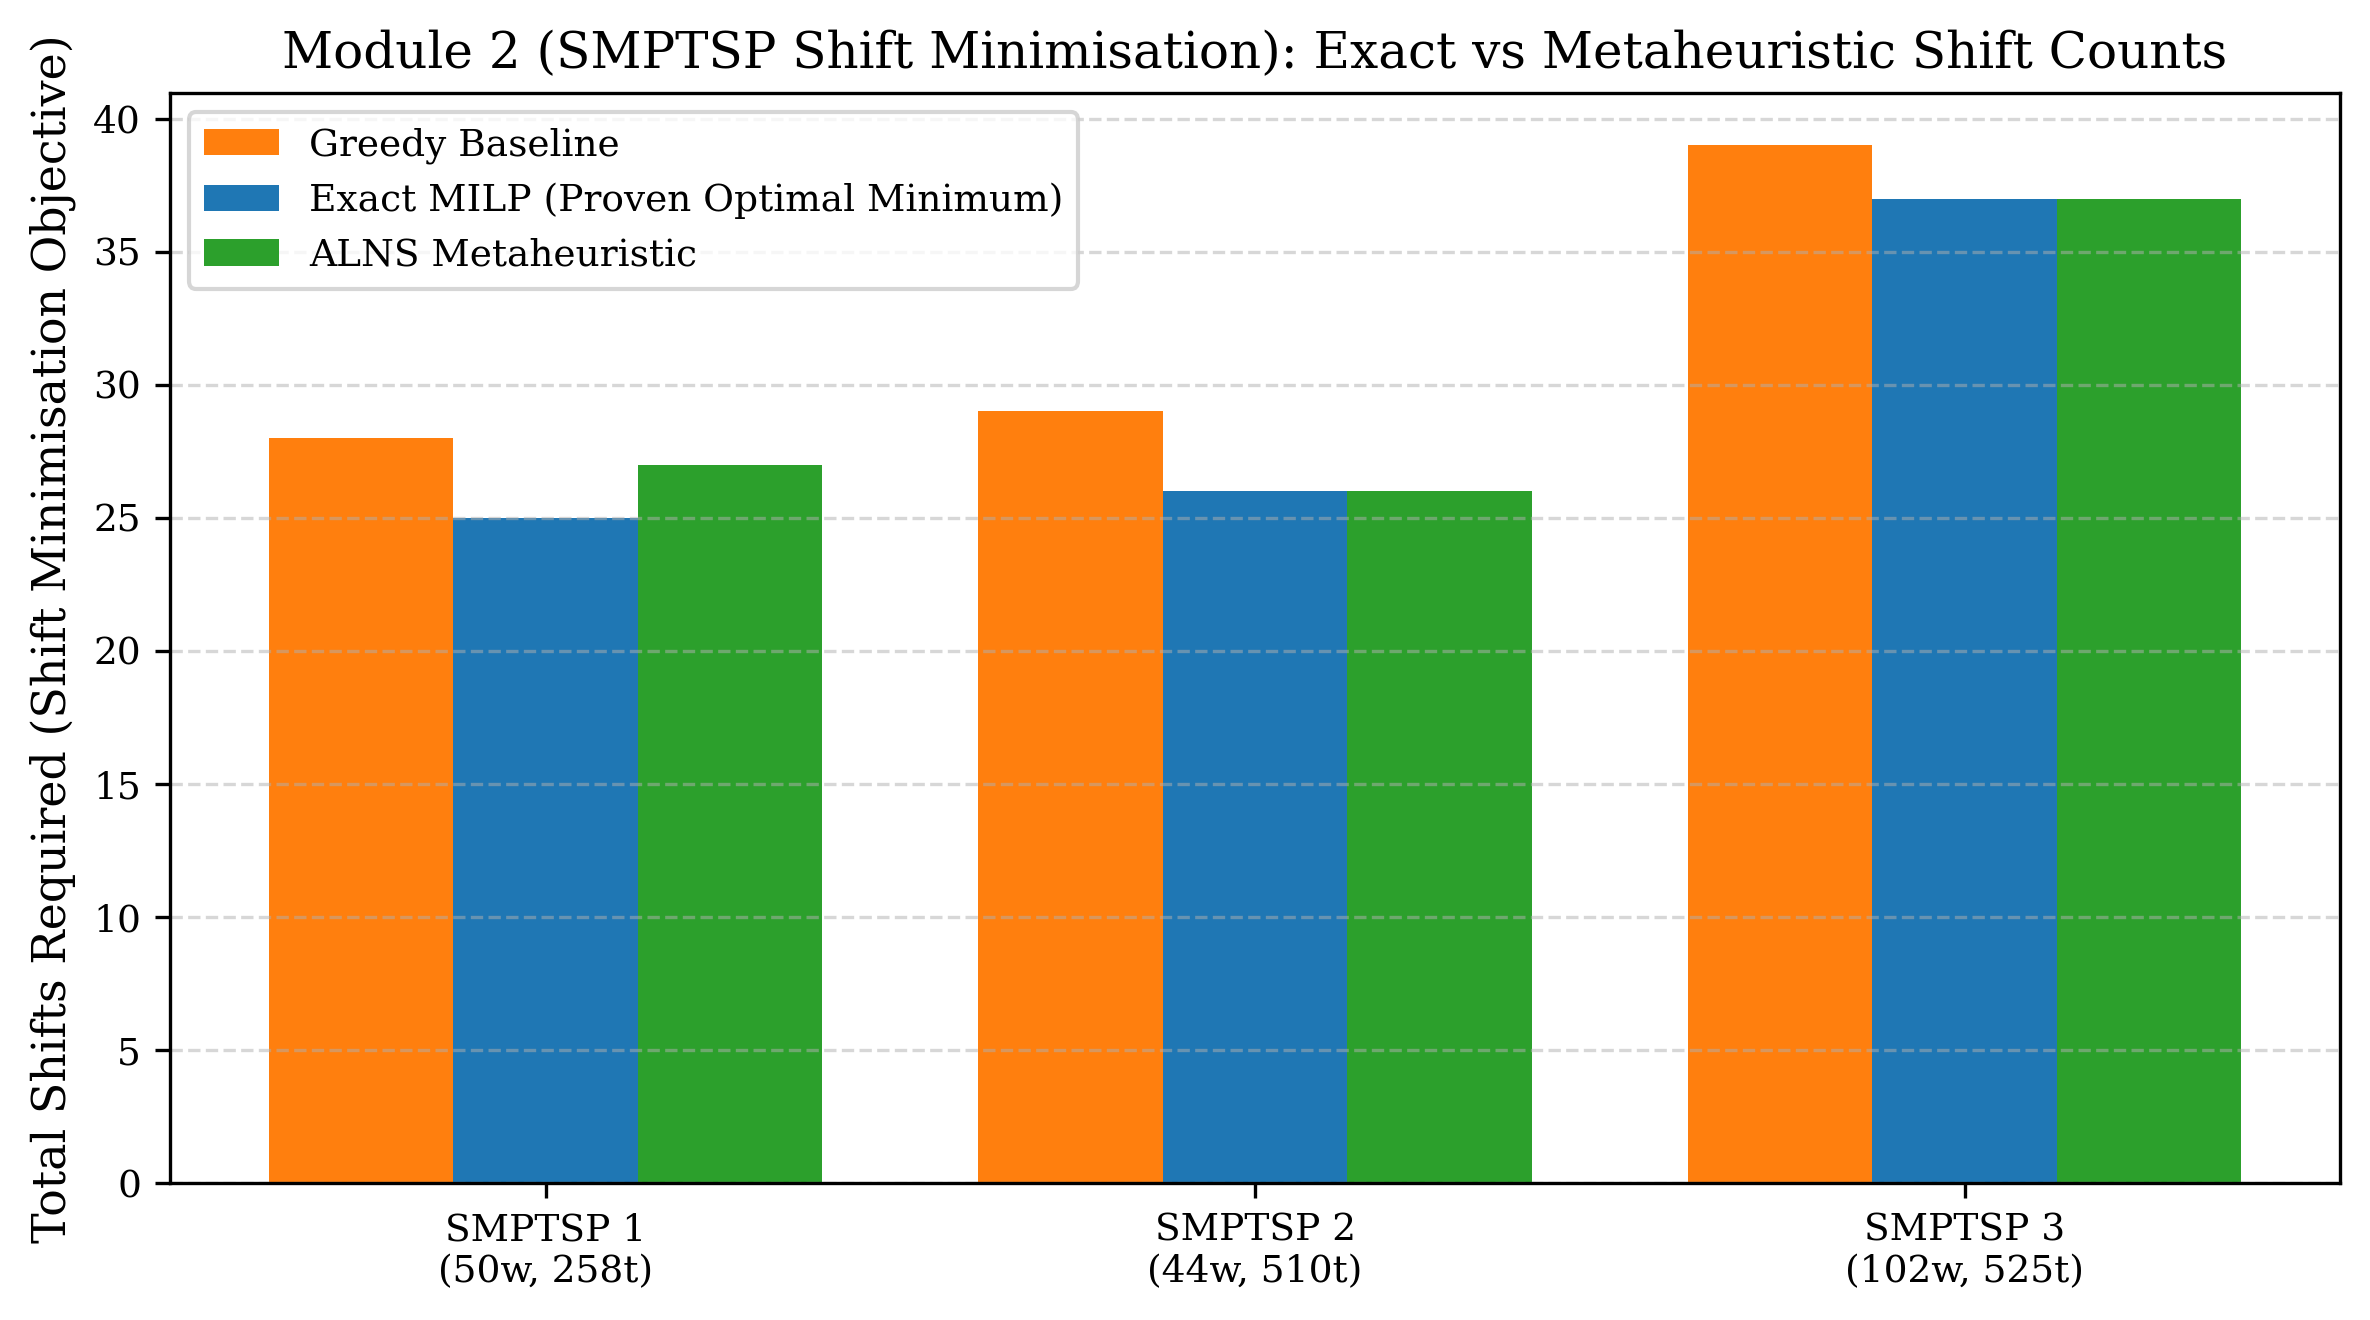 Module 2 (SMPTSP Shift Minimisation): Exact vs Metaheuristic Shift Counts
Total Shifts Required (Shift Minimisation Objective)
40
35
30
25
20
15
10
5
0
Greedy Baseline
Exact MILP (Proven Optimal Minimum)
ALNS Metaheuristic
SMPTSP 1
(50w, 258t)
SMPTSP 2
(44w, 510t)
SMPTSP 3
(102w, 525t)